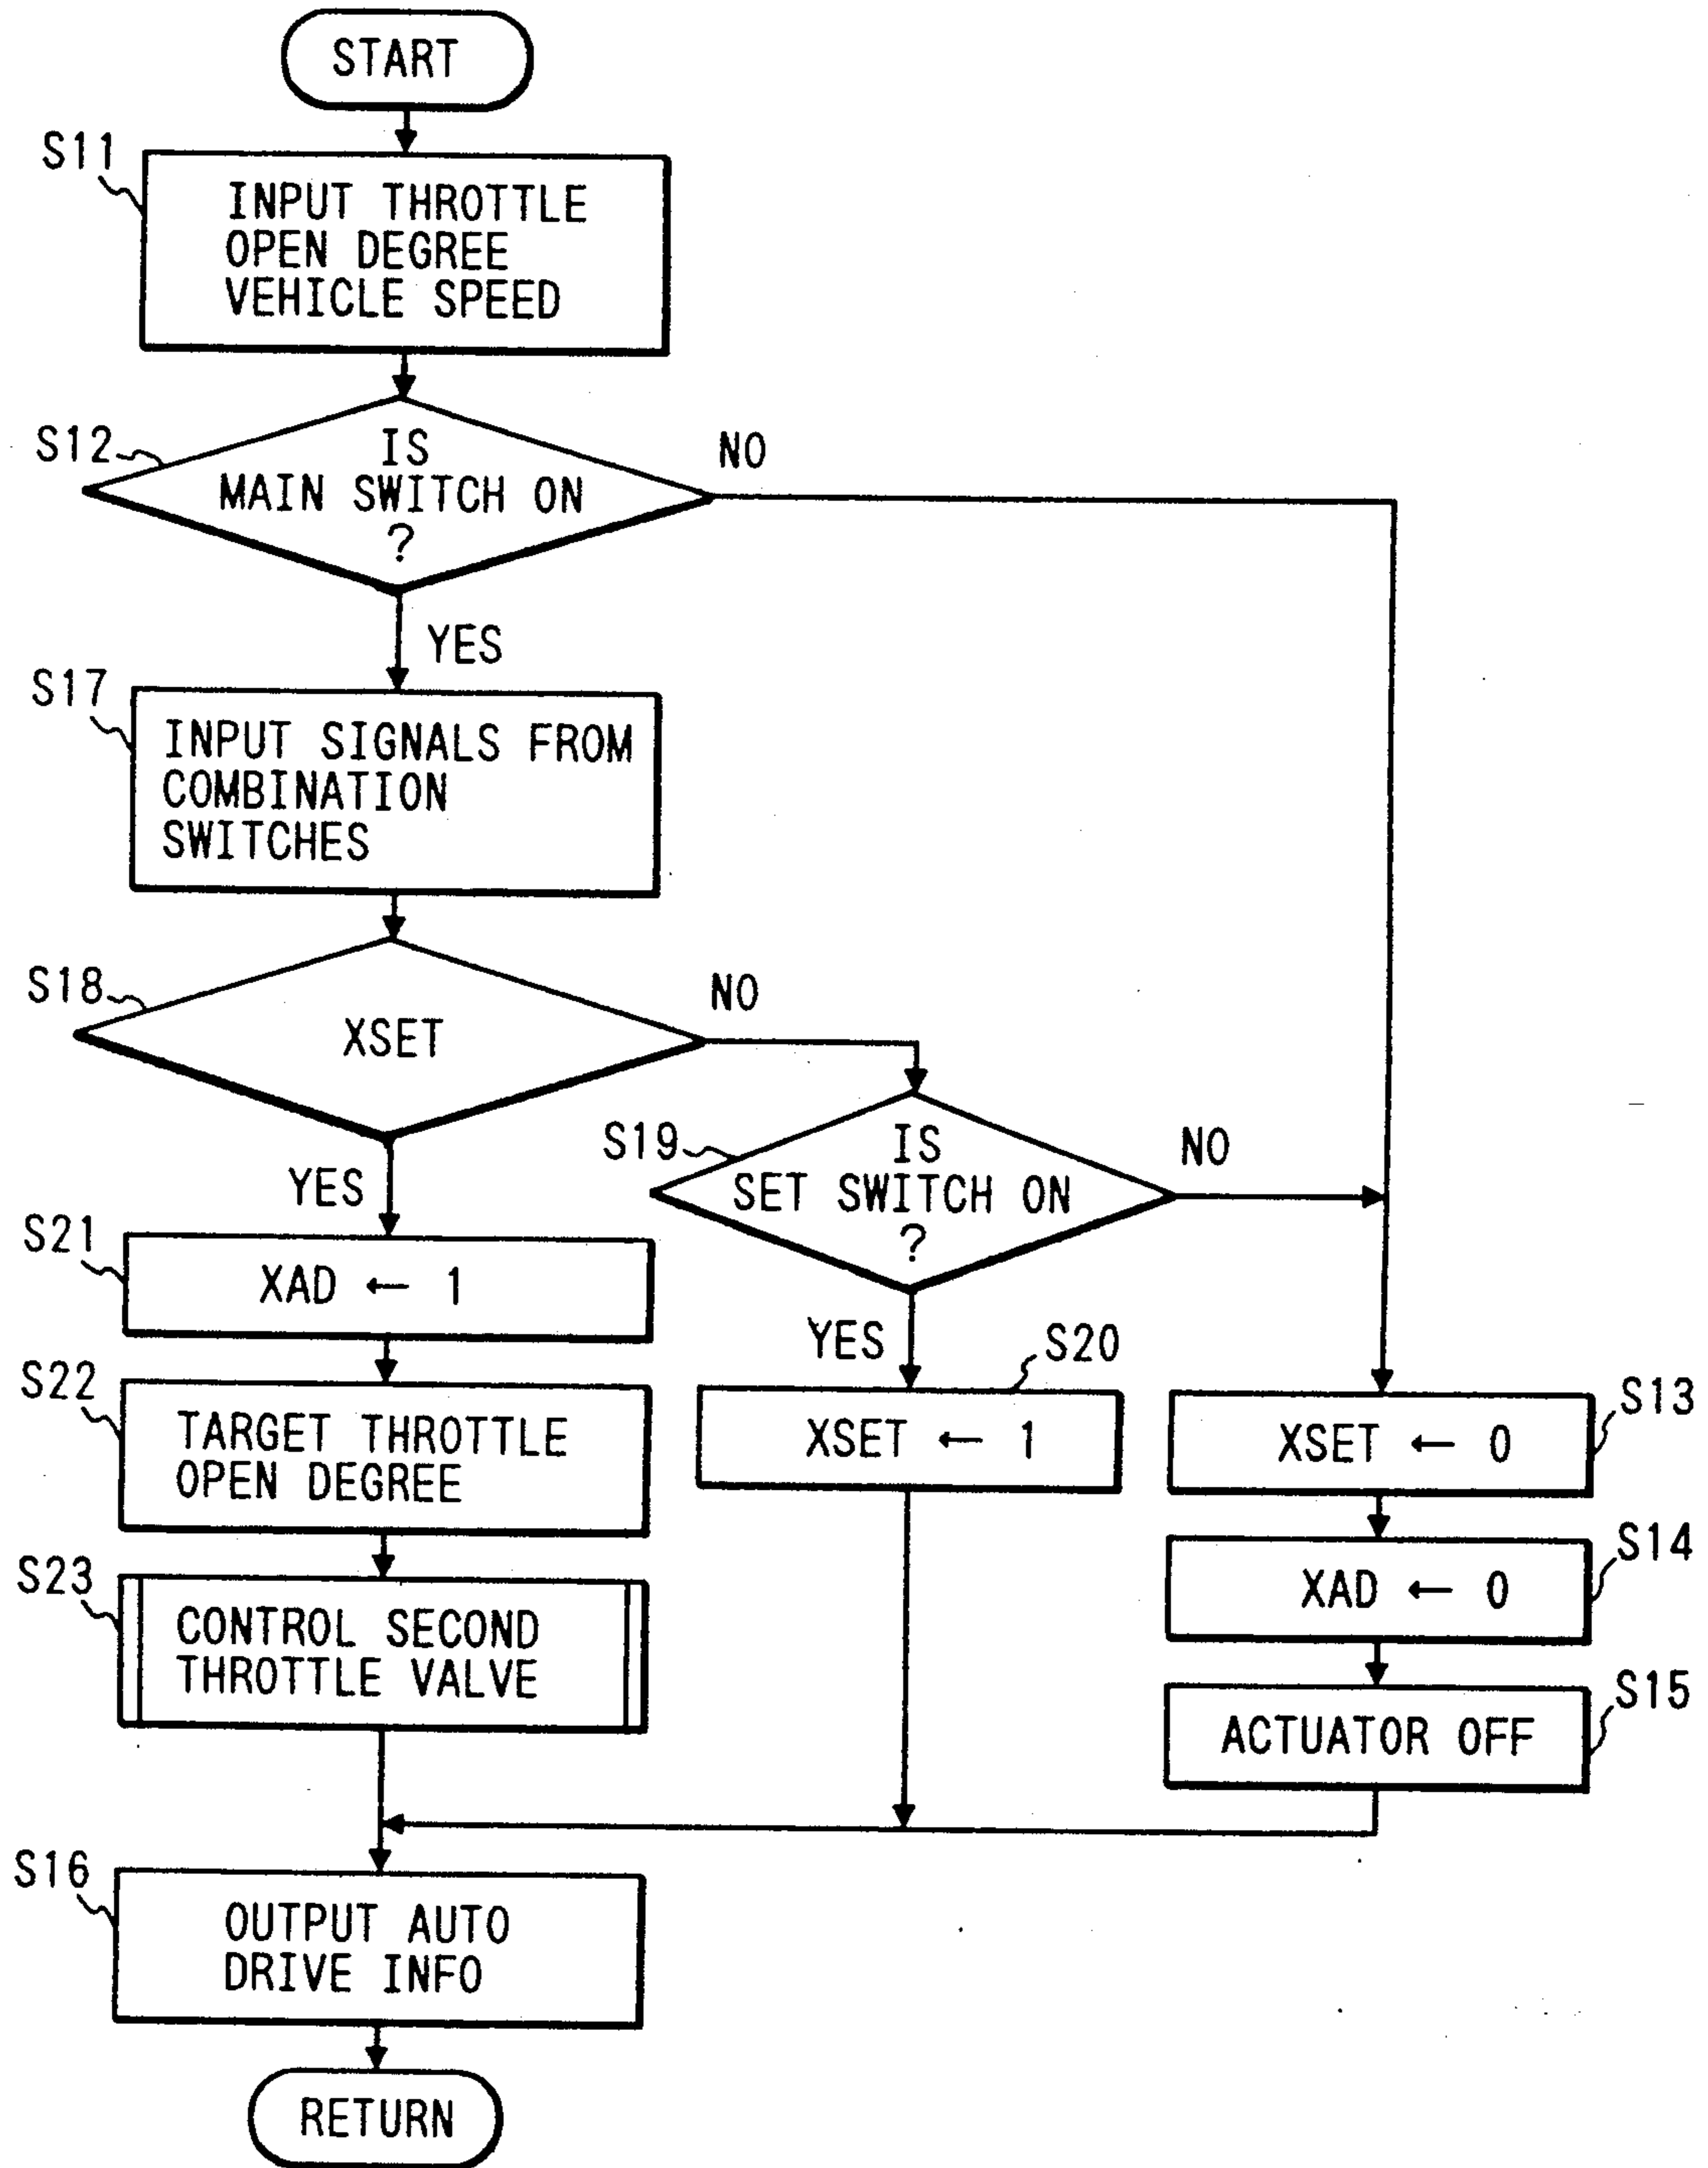 START
S11
INPUT THROTTLE
OPEN DEGREE
VEHICLE SPEED
S12
IS
MAIN SWITCH ON
?
NO
YES
S17
INPUT SIGNALS FROM
COMBINATION
SWITCHES
S18
XSET
NO
S19
IS
SET SWITCH ON
?
NO
YES
S21
XAD ← 1
YES
S20
XSET ← 1
S13
XSET ← 0
S22
TARGET THROTTLE
OPEN DEGREE
S14
XAD ← 0
S23
CONTROL SECOND
THROTTLE VALVE
S15
ACTUATOR OFF
S16
OUTPUT AUTO
DRIVE INFO
RETURN